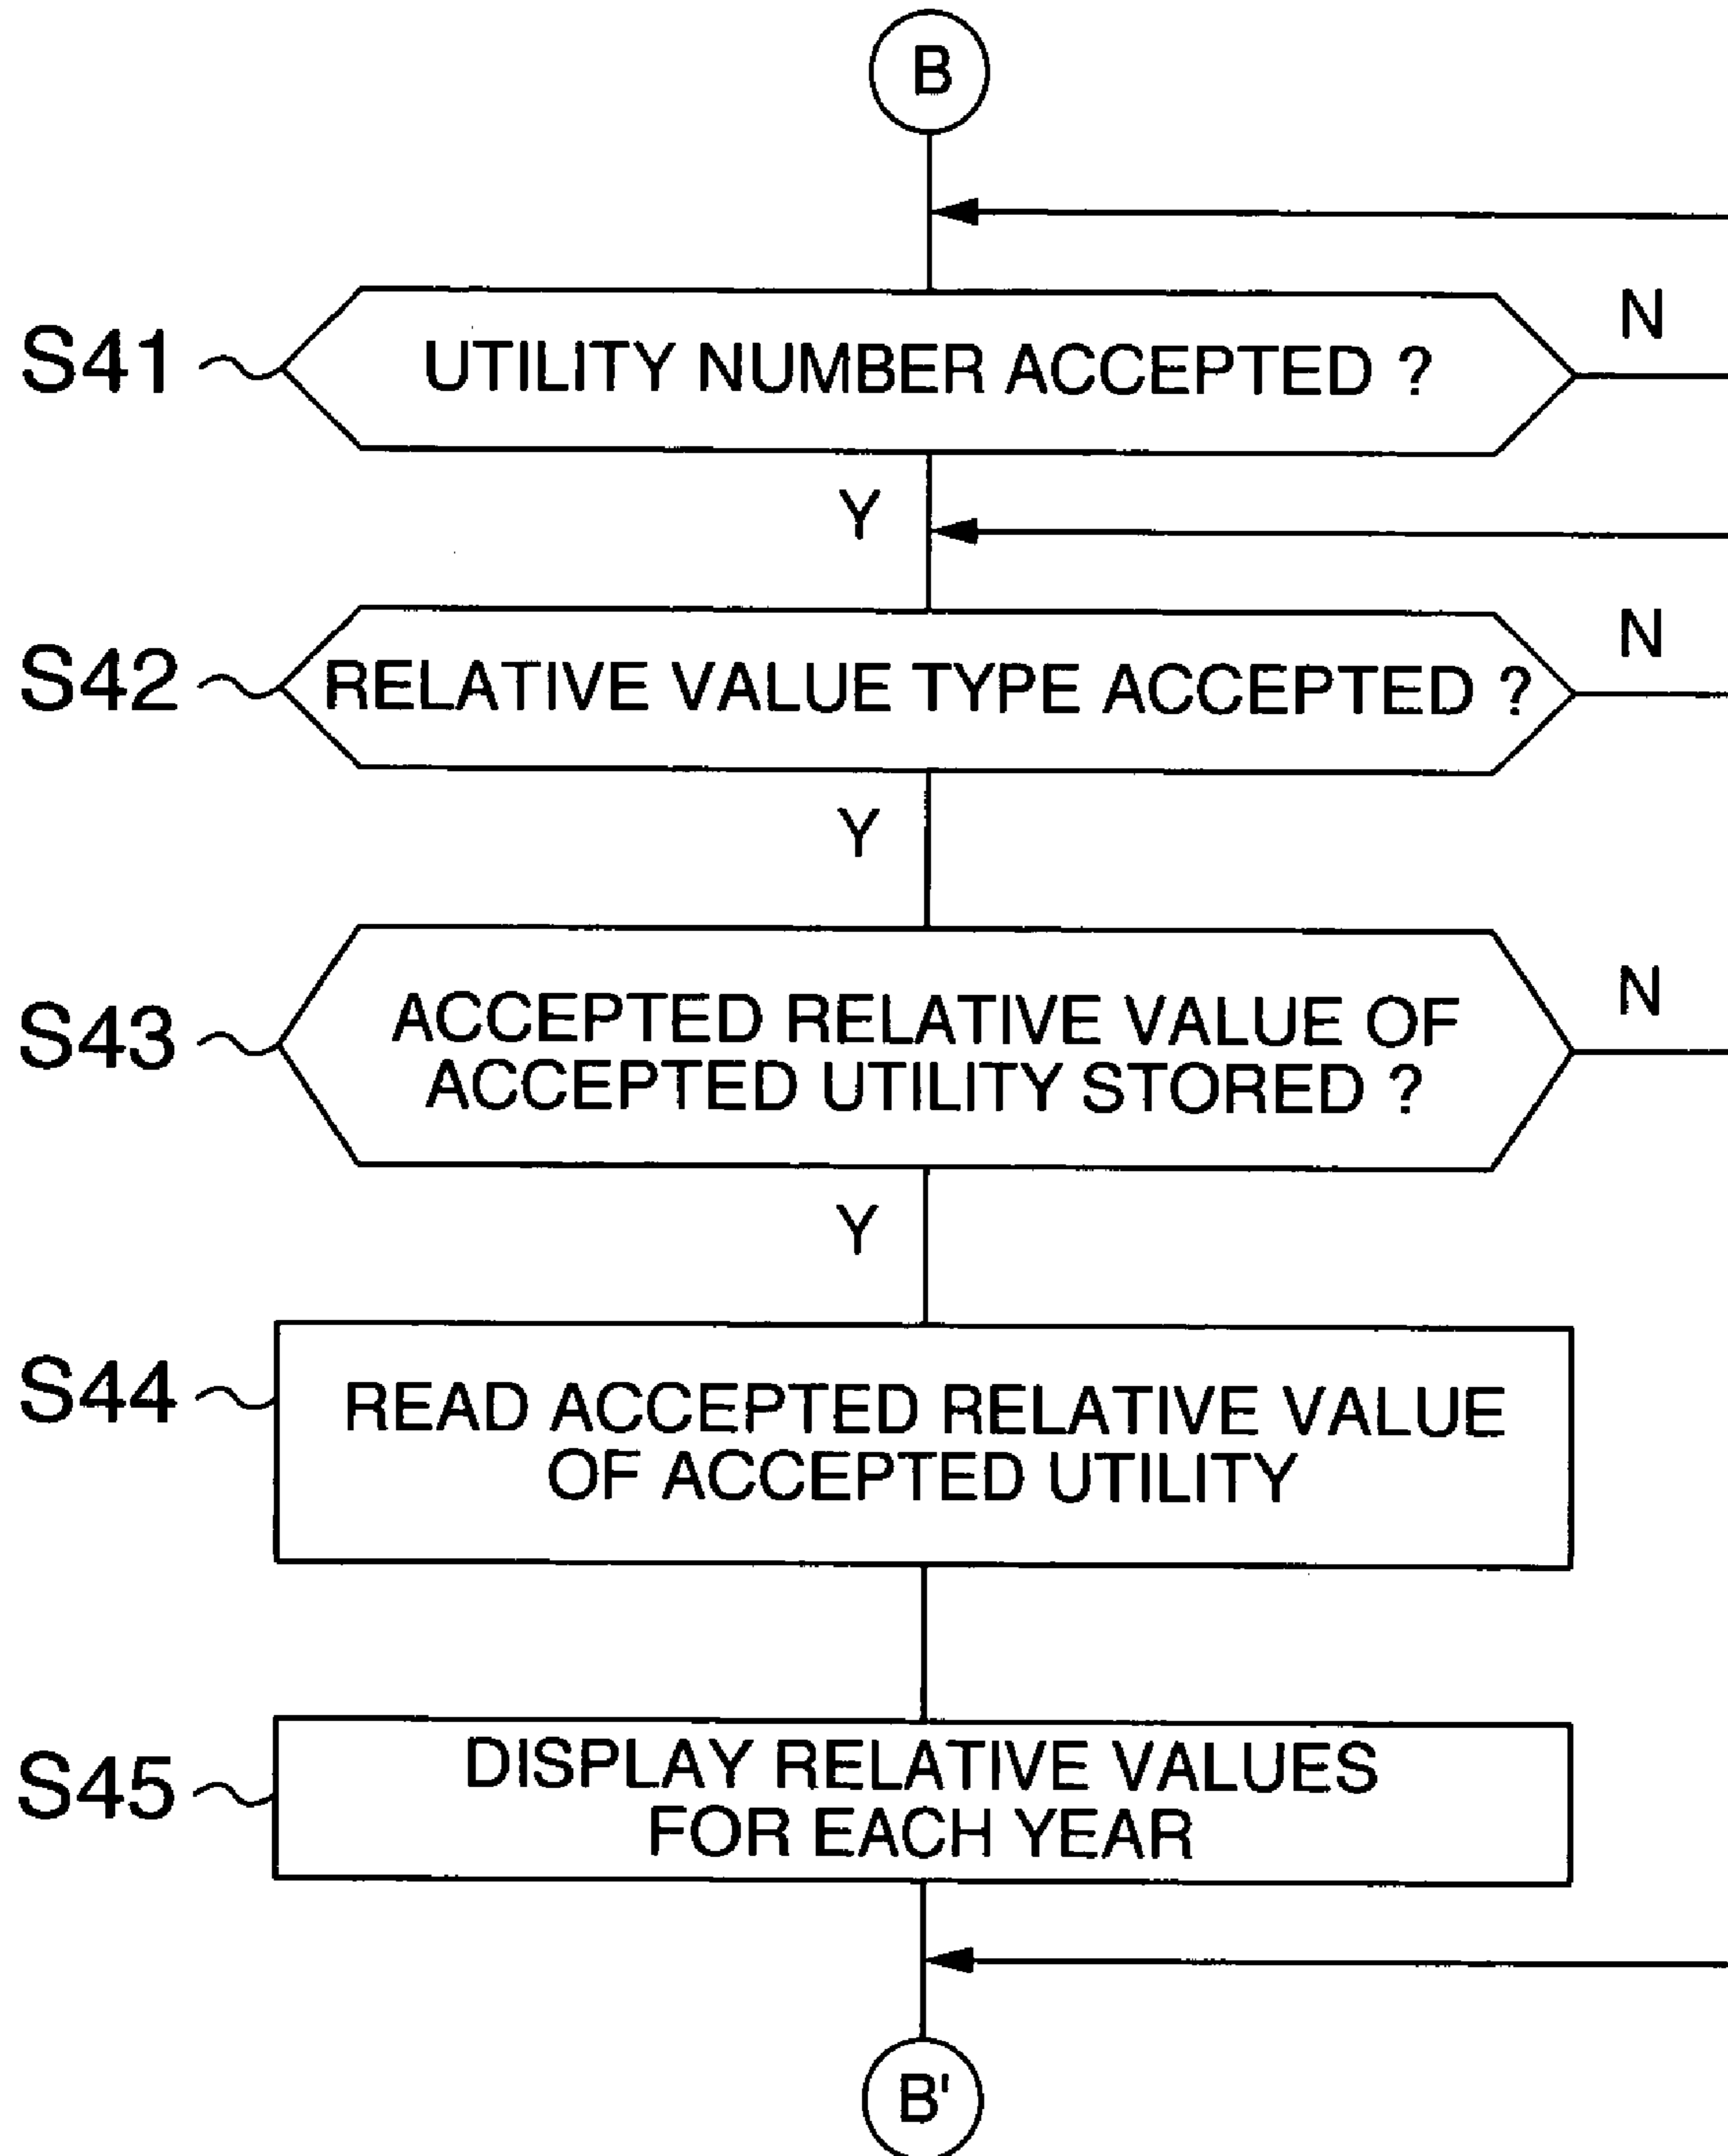 B
S41
UTILITY NUMBER ACCEPTED ?
N
Y
S42
RELATIVE VALUE TYPE ACCEPTED ?
N
Y
S43
ACCEPTED RELATIVE VALUE OF
ACCEPTED UTILITY STORED ?
N
Y
S44
READ ACCEPTED RELATIVE VALUE
OF ACCEPTED UTILITY
S45
DISPLAY RELATIVE VALUES
FOR EACH YEAR
B'